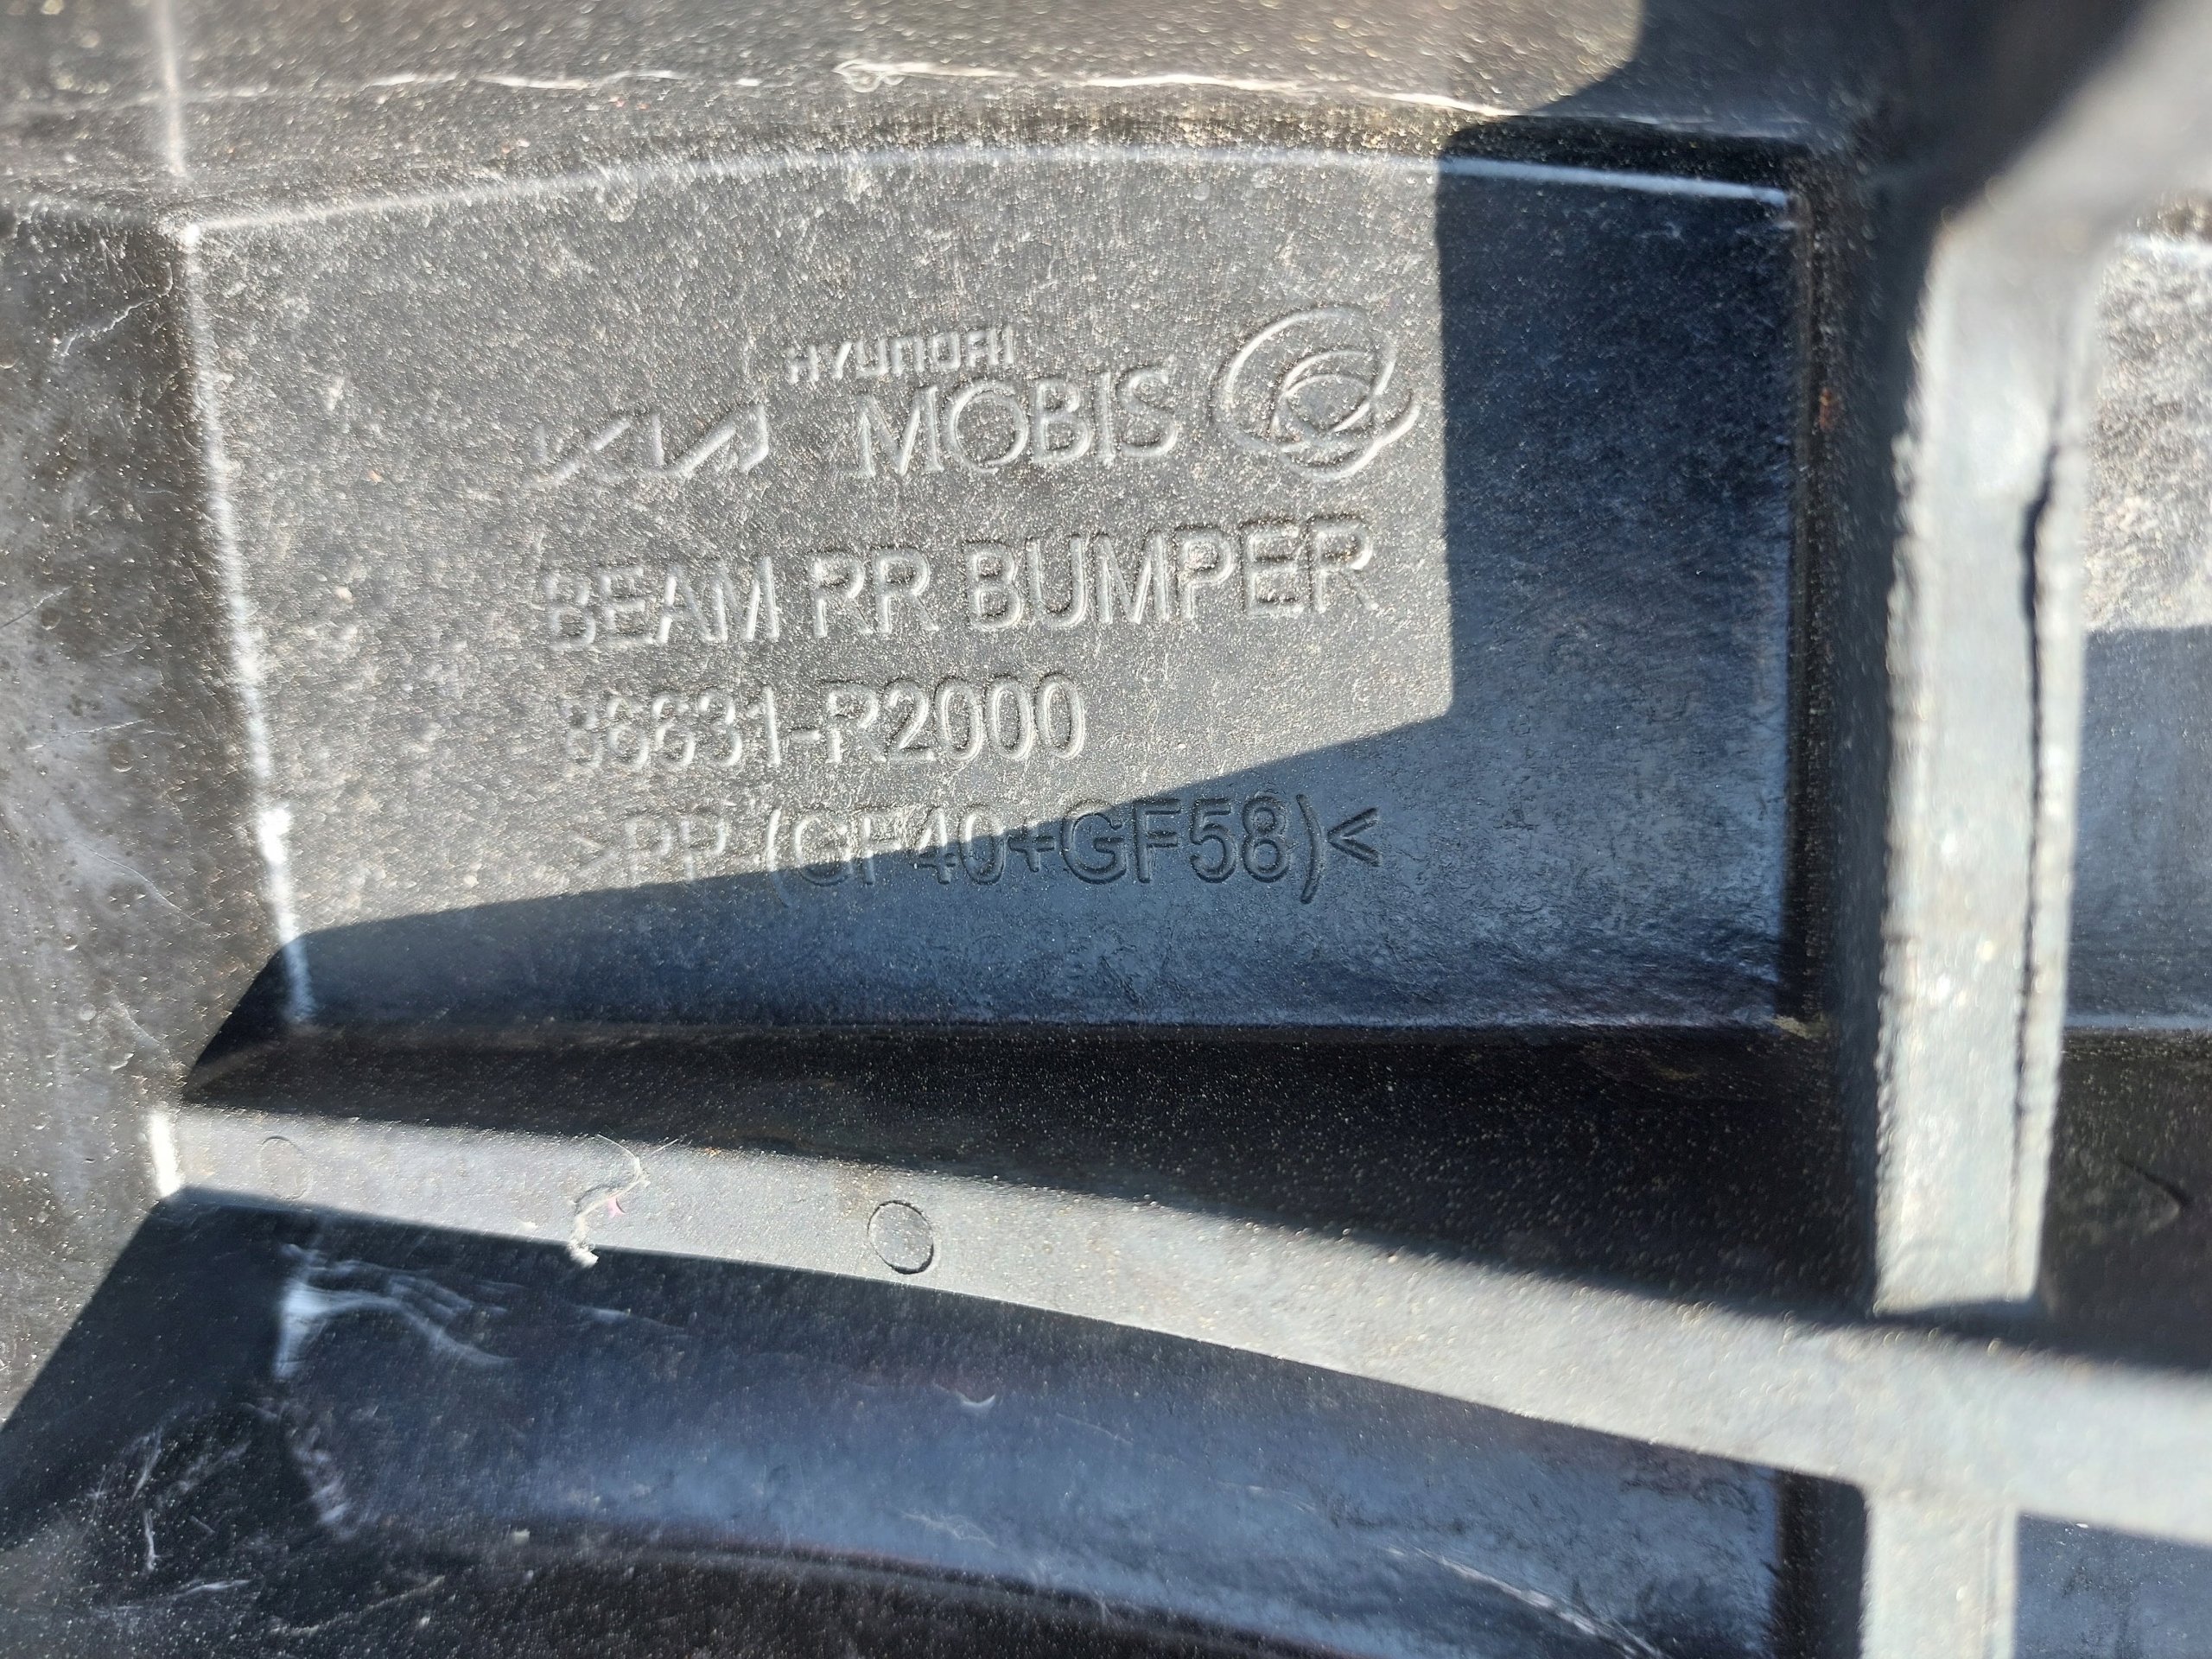 HYUNDAI
KIA MOBIS
BEAM RR BUMPER
86631-R2000
>PP-(GF40+GF58)<